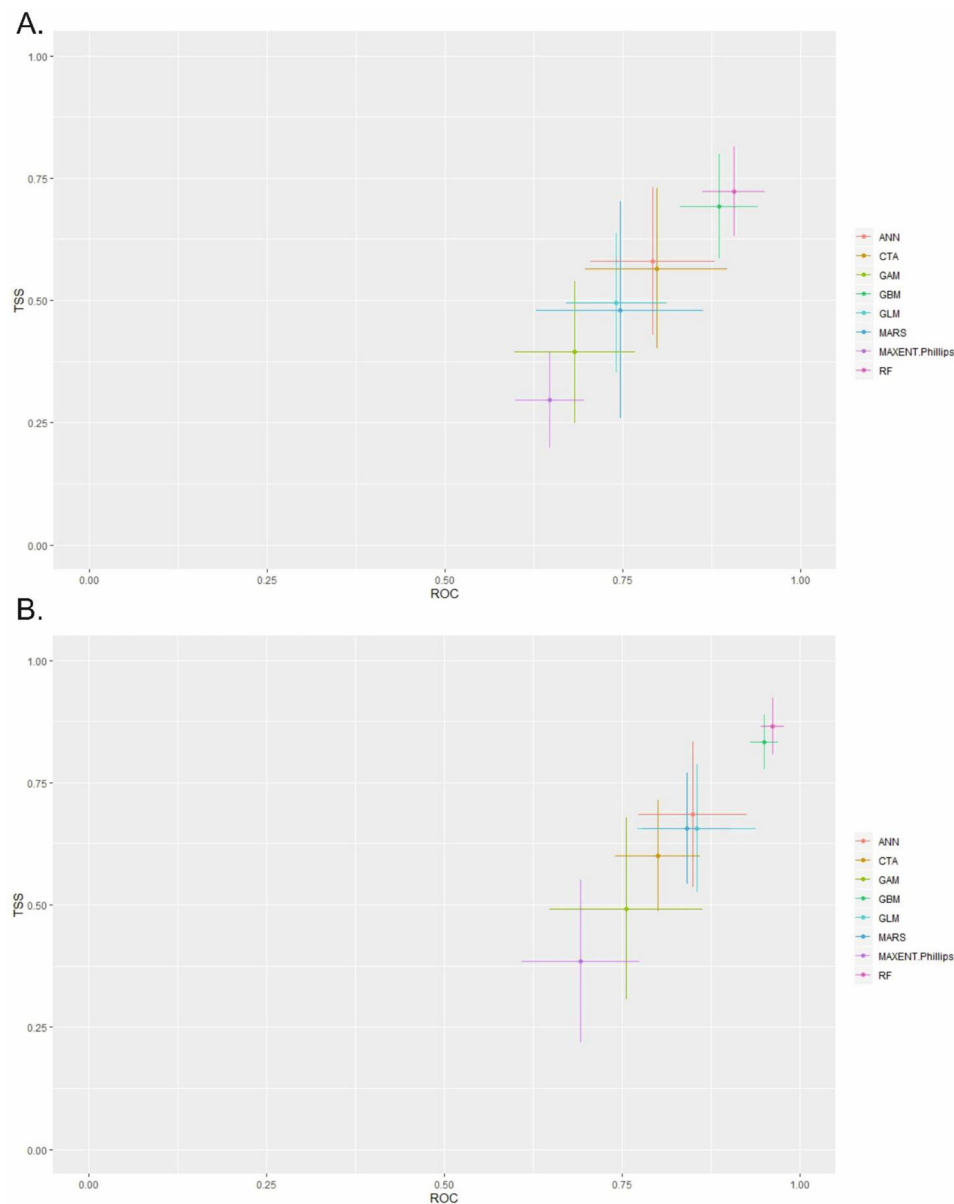 A.
1.00
0.75
0.50
0.25
0.00
TSS
0.00 0.25 0.50 0.75 1.00
ROC
ANN
CTA
GAM
GBM
GLM
MARS
MAXENT.Phillips
RF
B.
1.00
0.75
0.50
0.25
0.00
TSS
0.00 0.25 0.50 0.75 1.00
ROC
ANN
CTA
GAM
GBM
GLM
MARS
MAXENT.Phillips
RF